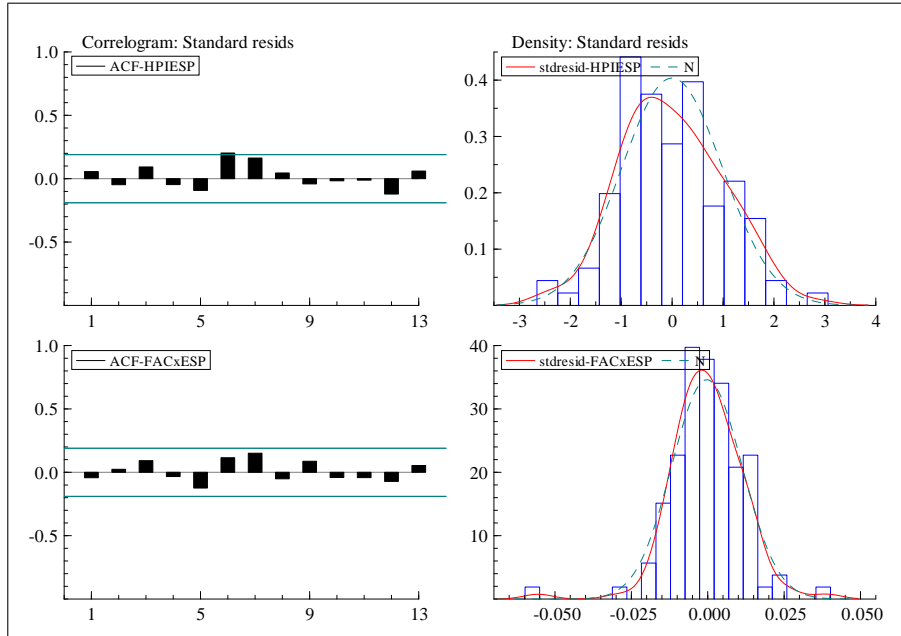 Correlogram: Standard resids
ACF-HPIESP
1.0
0.5
0.0
-0.5
1 5 9 13
Density: Standard resids
stdresid-HPIESP N
0.4
0.3
0.2
0.1
-3 -2 -1 0 1 2 3 4
ACF-FACxESP
1.0
0.5
0.0
-0.5
1 5 9 13
stdresid-FACxESP N
40
30
20
10
-0.050 -0.025 0.000 0.025 0.050